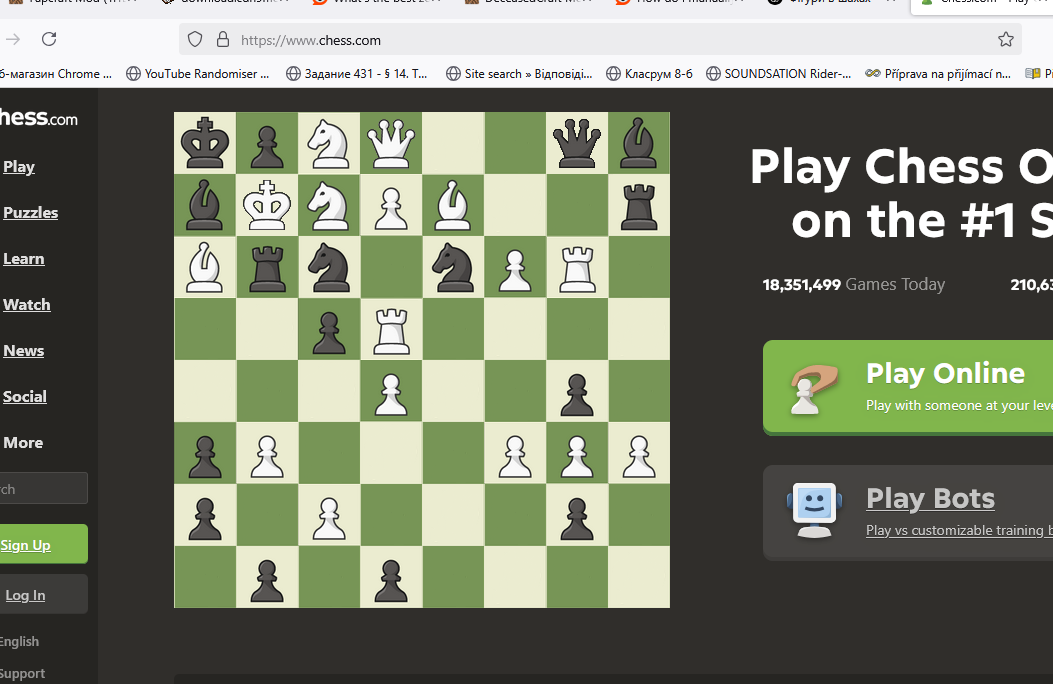 https://www.chess.com
б-магазин Chrome ...
YouTube Randomiser ...
Задание 431 - § 14. Т...
Site search » Відповіді...
Класрум 8-б
SOUNDSATION Rider-...
Příprava na přijímací n...
hess.com
Play
Puzzles
Learn
Watch
News
Social
More
rch
Sign Up
Log In
English
Support
Play Chess O
on the #1 S
18,351,499 Games Today
210,63
Play Online
Play with someone at your leve
Play Bots
Play vs customizable training b